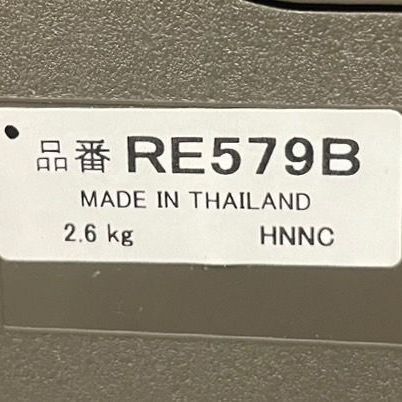 品番 RE579B
MADE IN THAILAND
2.6 kg HNNC